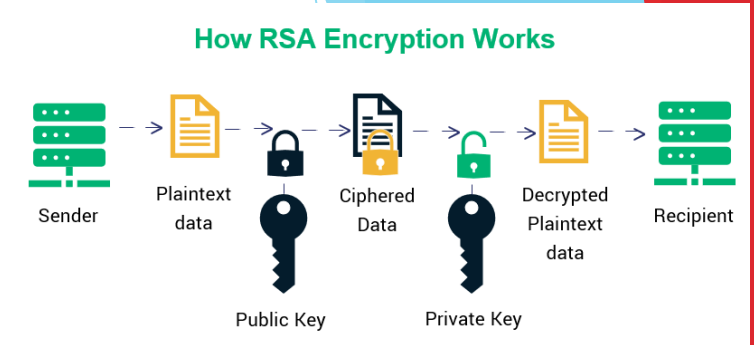 How RSA Encryption Works
Sender
Plaintext
data
Public Key
Ciphered
Data
Private Key
Decrypted
Plaintext
data
Recipient